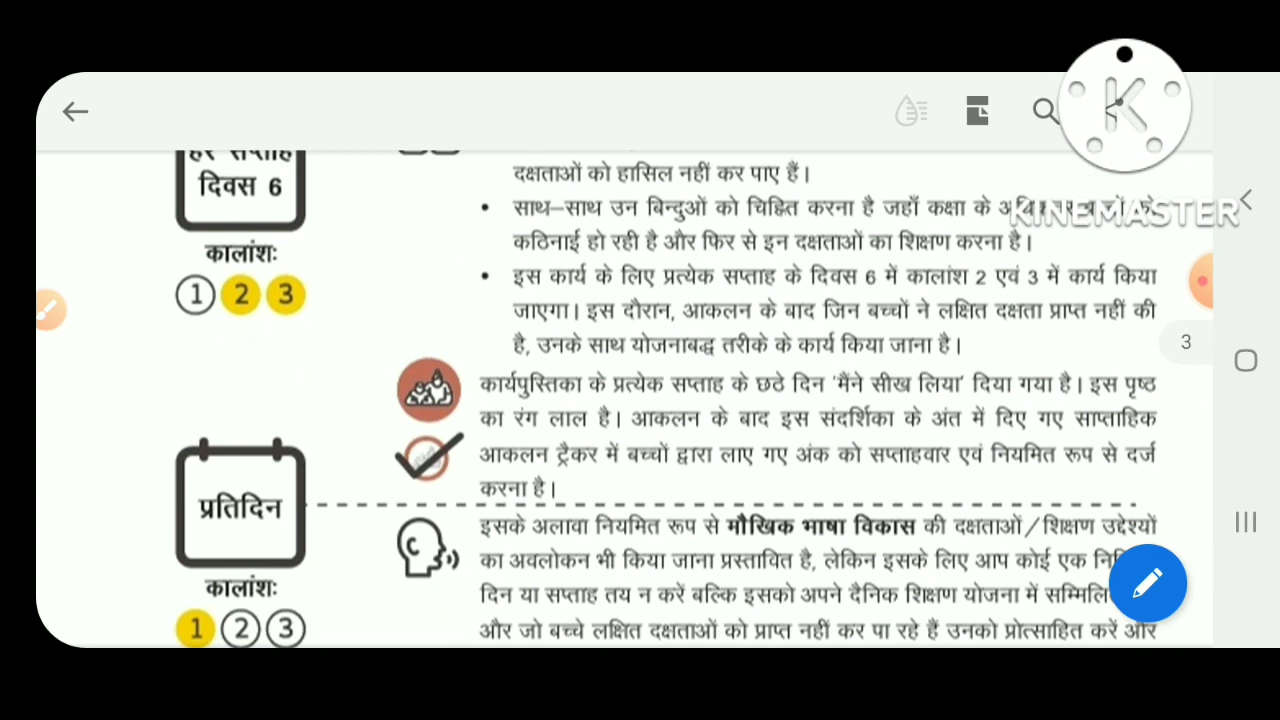 हर सप्ताह
दिवस 6
कालांशः
1 2 3
दक्षताओं को हासिल नहीं कर पाए हैं।
• साथ–साथ उन बिन्दुओं को चिह्नित करना है जहाँ कक्षा के
कठिनाई हो रही है और फिर से इन दक्षताओं का शिक्षण करना है।
• इस कार्य के लिए प्रत्येक सप्ताह के दिवस 6 में कालांश 2 एवं 3 में कार्य किया
जाएगा। इस दौरान, आकलन के बाद जिन बच्चों ने लक्षित दक्षता प्राप्त नहीं की
है, उनके साथ योजनाबद्ध तरीके के कार्य किया जाना है।
कार्यपुस्तिका के प्रत्येक सप्ताह के छठे दिन 'मैंने सीख लिया' दिया गया है। इस पृष्ठ
का रंग लाल है। आकलन के बाद इस संदर्शिका के अंत में दिए गए साप्ताहिक
आकलन ट्रैकर में बच्चों द्वारा लाए गए अंक को सप्ताहवार एवं नियमित रूप से दर्ज
करना है।
प्रतिदिन
कालांशः
1 2 3
इसके अलावा नियमित रूप से मौखिक भाषा विकास की दक्षताओं/शिक्षण उद्देश्यों
का अवलोकन भी किया जाना प्रस्तावित है, लेकिन इसके लिए आप कोई एक
दिन या सप्ताह तय न करें बल्कि इसको अपने दैनिक शिक्षण योजना में
और जो बच्चे लक्षित दक्षताओं को प्राप्त नहीं कर पा रहे हैं उनको प्रोत्साहित करें और
3
K
KINEMASTER